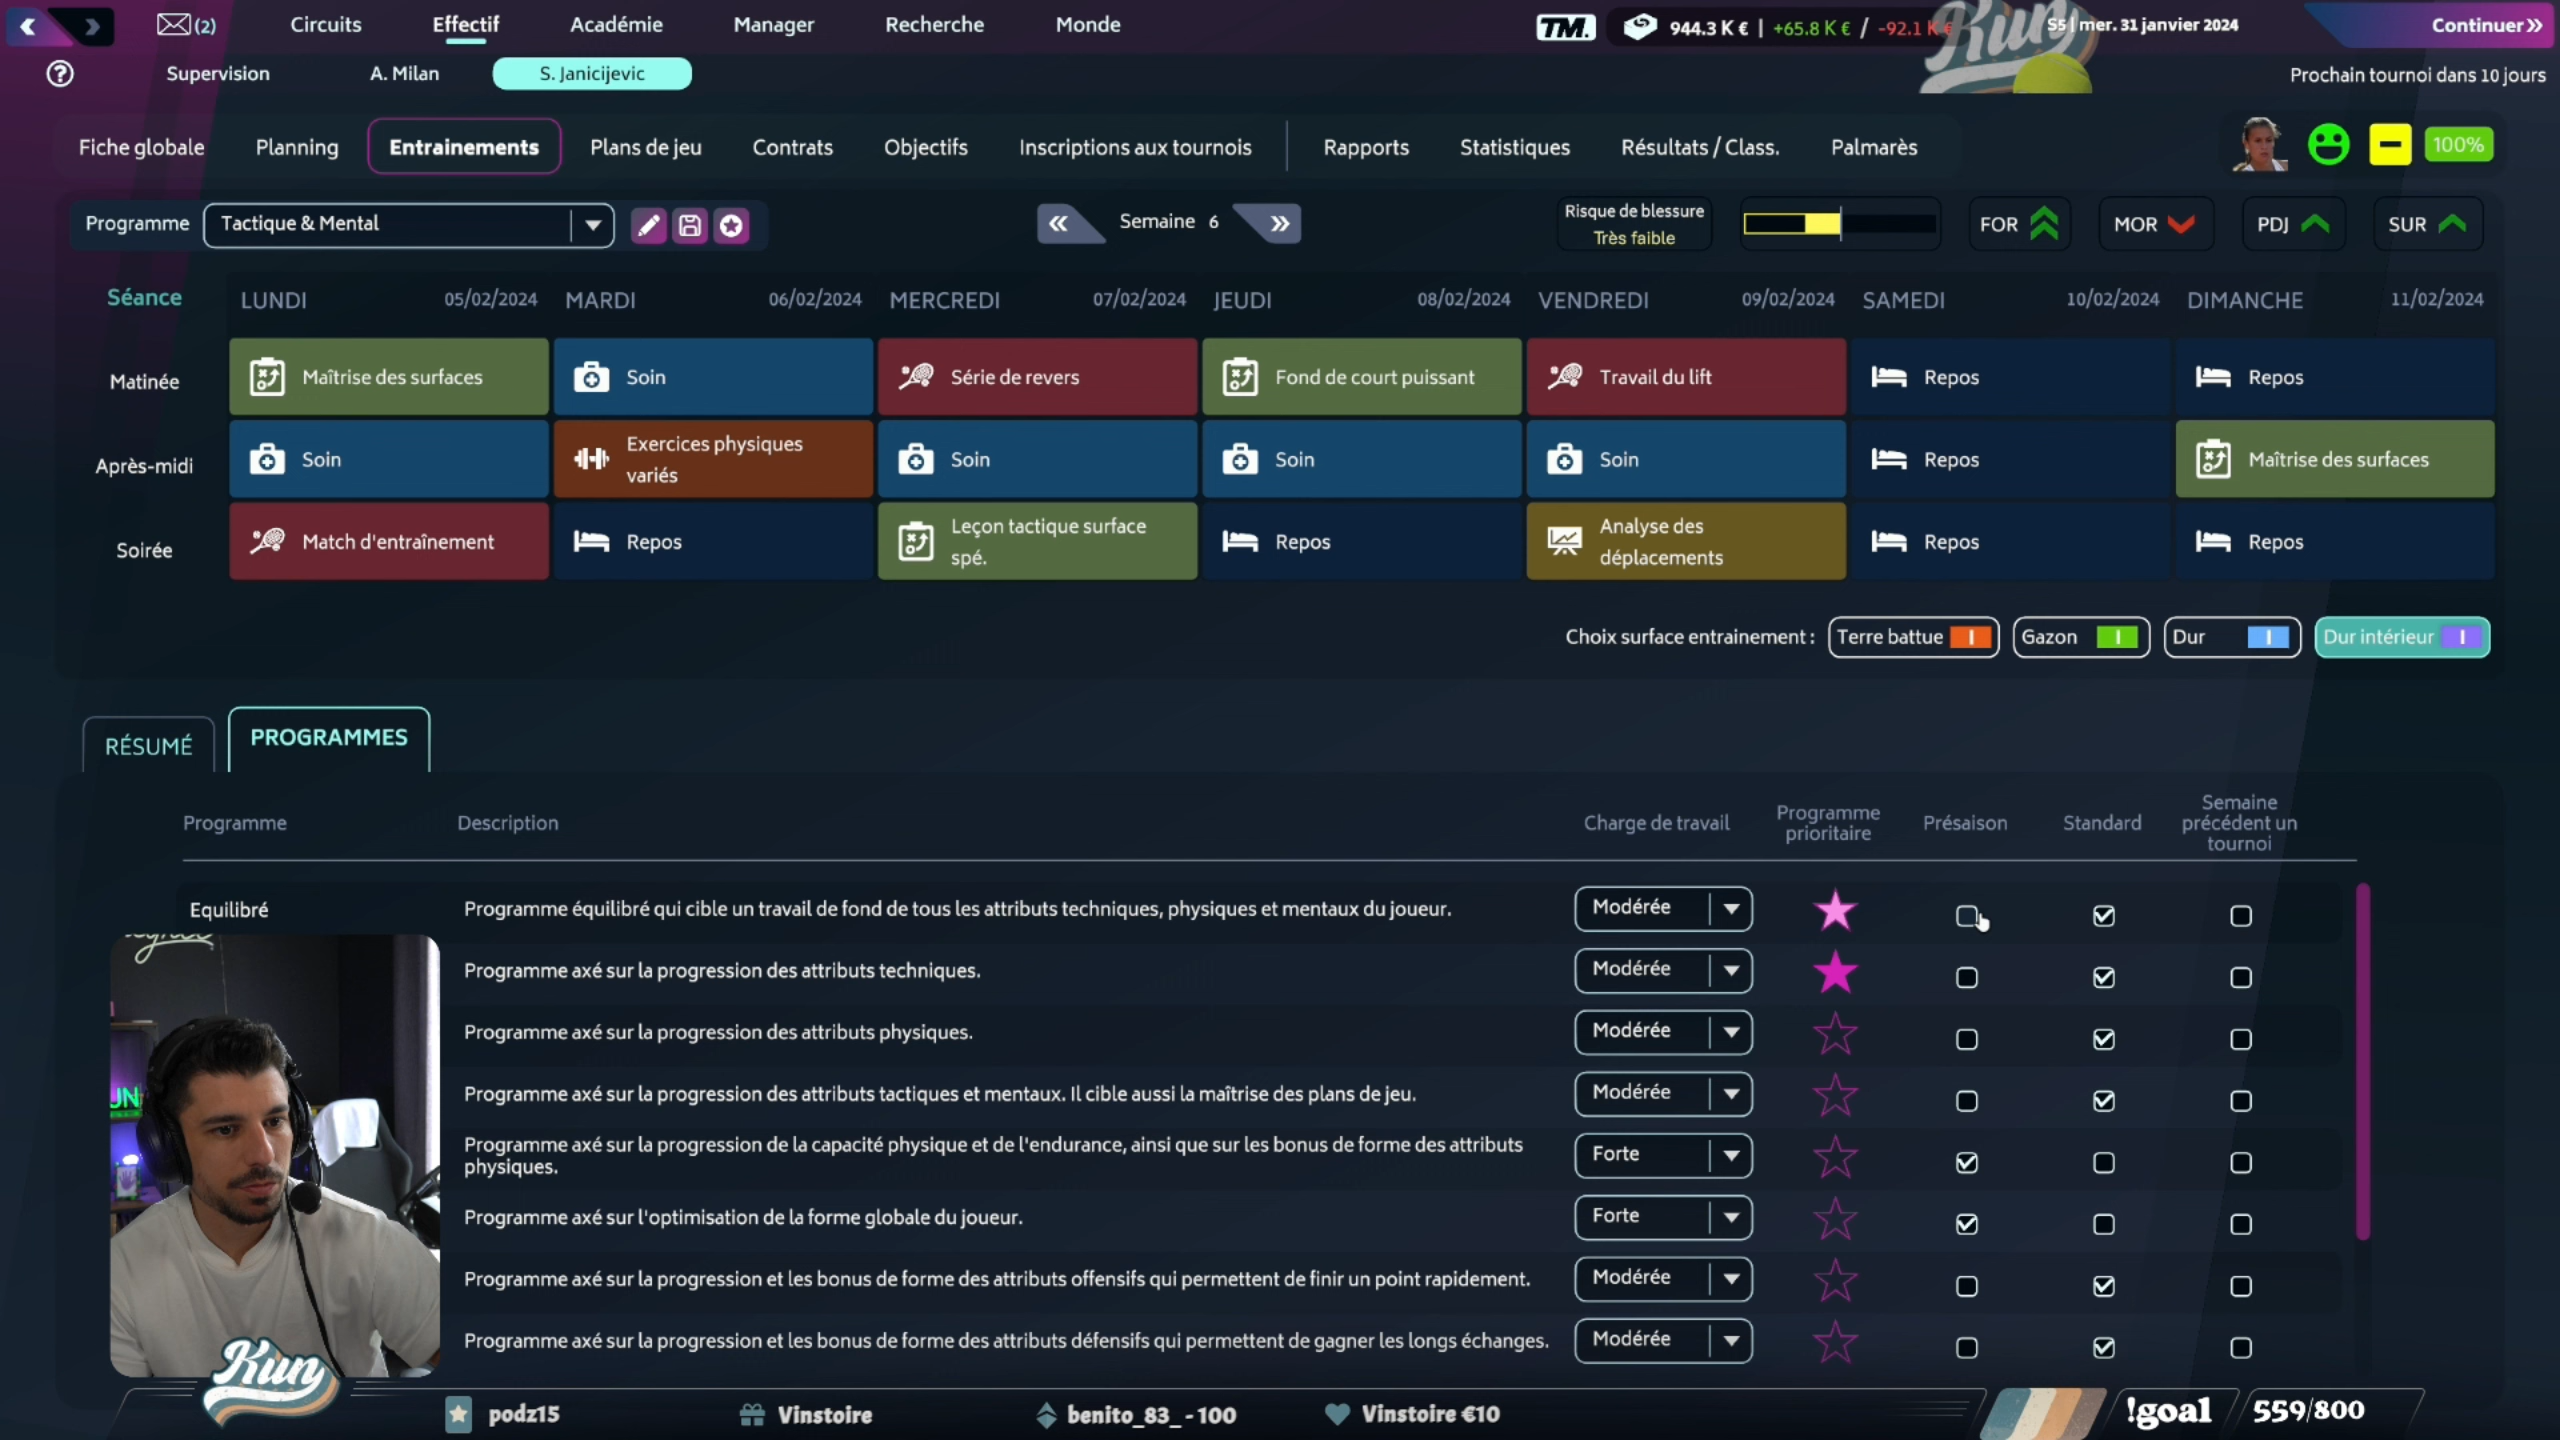 (2)
Circuits
Effectif
Académie
Manager
Recherche
Monde
TM.
944.3 K € | +65.8 K € / -92.1 K €
Kun
S5 | mer. 31 janvier 2024
Continuer
Supervision
A. Milan
S. Janicijevic
Prochain tournoi dans 10 jours
Fiche globale
Planning
Entrainements
Plans de jeu
Contrats
Objectifs
Inscriptions aux tournois
Rapports
Statistiques
Résultats / Class.
Palmarès
100%
Programme
Tactique & Mental
Semaine 6
Risque de blessure
Très faible
FOR
MOR
PDJ
SUR
Séance
LUNDI 05/02/2024
MARDI 06/02/2024
MERCREDI 07/02/2024
JEUDI 08/02/2024
VENDREDI 09/02/2024
SAMEDI 10/02/2024
DIMANCHE 11/02/2024
Matinée
Maîtrise des surfaces
Soin
Série de revers
Fond de court puissant
Travail du lift
Repos
Repos
Après-midi
Soin
Exercices physiques
variés
Soin
Soin
Soin
Repos
Maîtrise des surfaces
Soirée
Match d'entraînement
Repos
Leçon tactique surface
spé.
Repos
Analyse des
déplacements
Repos
Repos
Choix surface entrainement :
Terre battue
Gazon
Dur
Dur intérieur
RÉSUMÉ
PROGRAMMES
Programme
Description
Charge de travail
Programme
prioritaire
Présaison
Standard
Semaine
précédent un
tournoi
Equilibré
Programme équilibré qui cible un travail de fond de tous les attributs techniques, physiques et mentaux du joueur.
Modérée
Programme axé sur la progression des attributs techniques.
Modérée
Programme axé sur la progression des attributs physiques.
Modérée
Programme axé sur la progression des attributs tactiques et mentaux. Il cible aussi la maîtrise des plans de jeu.
Modérée
Programme axé sur la progression de la capacité physique et de l'endurance, ainsi que sur les bonus de forme des attributs
physiques.
Forte
Programme axé sur l'optimisation de la forme globale du joueur.
Forte
Programme axé sur la progression et les bonus de forme des attributs offensifs qui permettent de finir un point rapidement.
Modérée
Programme axé sur la progression et les bonus de forme des attributs défensifs qui permettent de gagner les longs échanges.
Modérée
UN
Kun
podz15
Vinstoire
benito_83_ - 100
Vinstoire €10
!goal
559/800